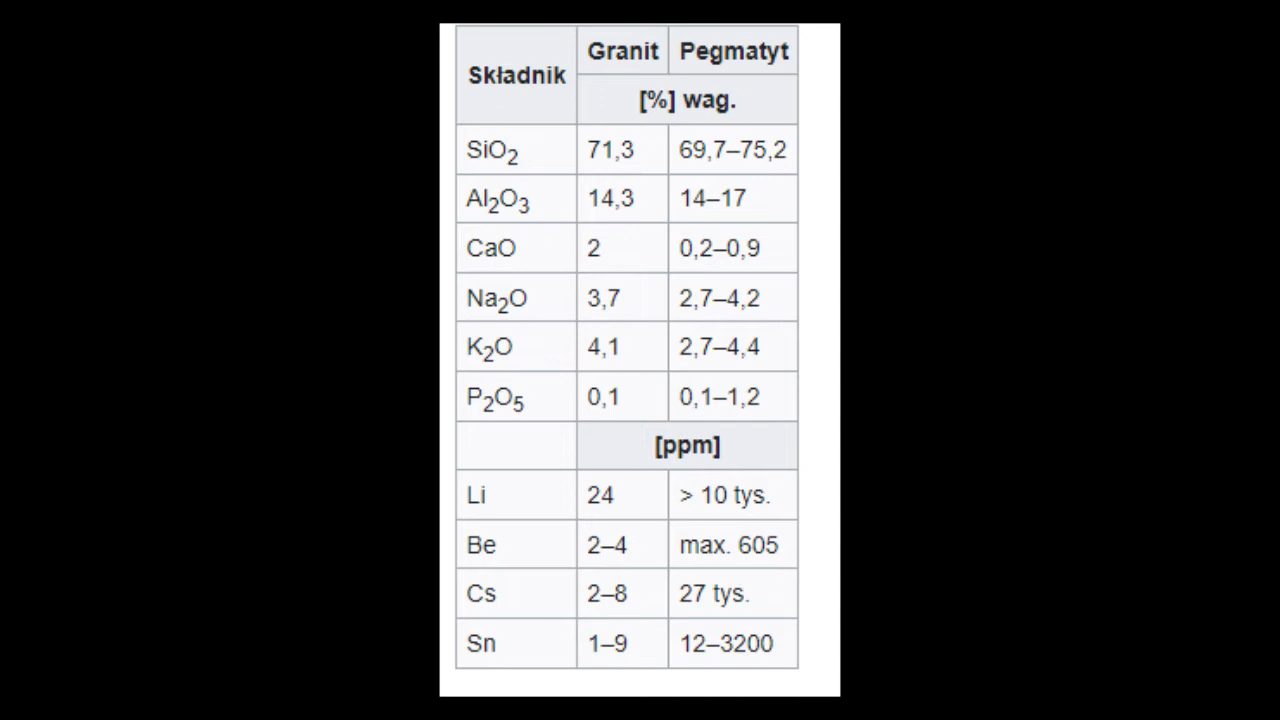 Składnik Granit Pegmatyt
[%] wag.
SiO₂ 71,3 69,7–75,2
Al₂O₃ 14,3 14–17
CaO 2 0,2–0,9
Na₂O 3,7 2,7–4,2
K₂O 4,1 2,7–4,4
P₂O₅ 0,1 0,1–1,2
[ppm]
Li 24 > 10 tys.
Be 2–4 max. 605
Cs 2–8 27 tys.
Sn 1–9 12–3200